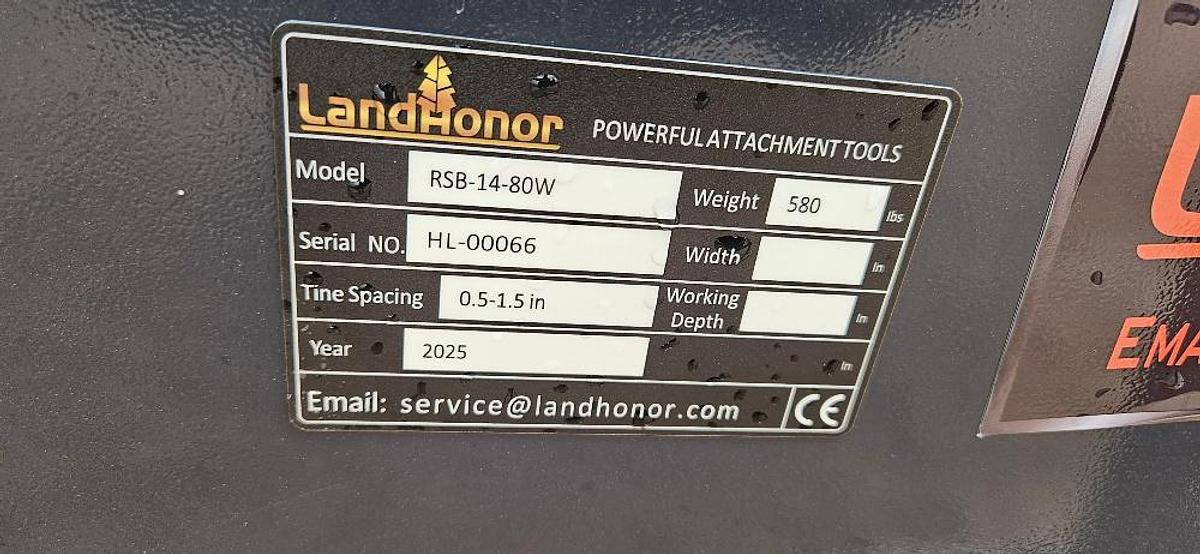 LandHonor POWERFUL ATTACHMENT TOOLS
Model RSB-14-80W Weight 580 lbs
Serial NO. HL-00066 Width In
Tine Spacing 0.5-1.5 in Working Depth In
Year 2025 In
Email: service@landhonor.com CE